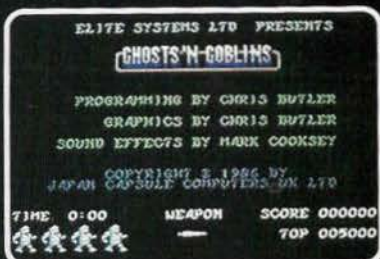 ELITE SYSTEMS LTD PRESENTS
GHOSTS'N GOBLINS
PROGRAMMING BY CHRIS BUTLER
GRAPHICS BY CHRIS BUTLER
SOUND EFFECTS BY MARK COOKSEY
COPYRIGHT © 1986 BY
JAPAN CAPSULE COMPUTERS UK LTD
TIME 0:00 WEAPON SCORE 000000
TOP 005000